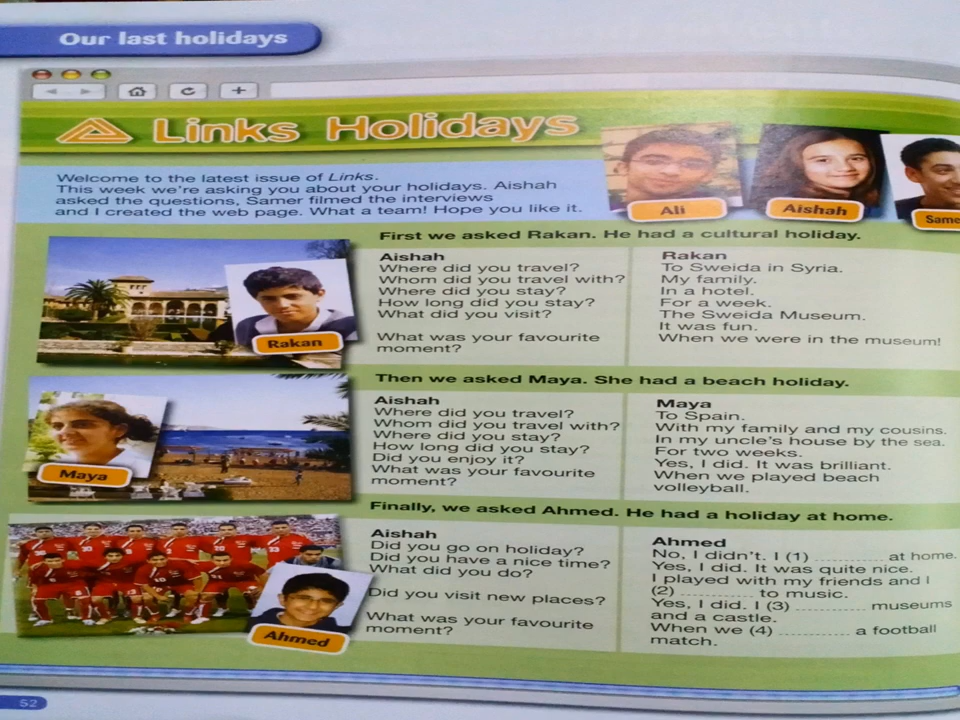 Our last holidays
Links Holidays
Welcome to the latest issue of Links.
This week we're asking you about your holidays. Aishah
asked the questions, Samer filmed the interviews
and I created the web page. What a team! Hope you like it.
Ali
Aishah
Same
First we asked Rakan. He had a cultural holiday.
Rakan
Aishah
Where did you travel?
Whom did you travel with?
Where did you stay?
How long did you stay?
What did you visit?
What was your favourite
moment?
Rakan
To Sweida in Syria.
My family.
In a hotel.
For a week.
The Sweida Museum.
It was fun.
When we were in the museum!
Then we asked Maya. She had a beach holiday.
Maya
Aishah
Where did you travel?
Whom did you travel with?
Where did you stay?
How long did you stay?
Did you enjoy it?
What was your favourite
moment?
Maya
To Spain.
With my family and my cousins.
In my uncle's house by the sea.
For two weeks.
Yes, I did. It was brilliant.
When we played beach
volleyball.
Finally, we asked Ahmed. He had a holiday at home.
Ahmed
Aishah
Did you go on holiday?
Did you have a nice time?
What did you do?
Did you visit new places?
What was your favourite
moment?
Ahmed
No, I didn't. I (1) ............ at home.
Yes, I did. It was quite nice.
I played with my friends and I
(2) ............ to music.
Yes, I did. I (3) ............ museums
and a castle.
When we (4) ............ a football
match.
52